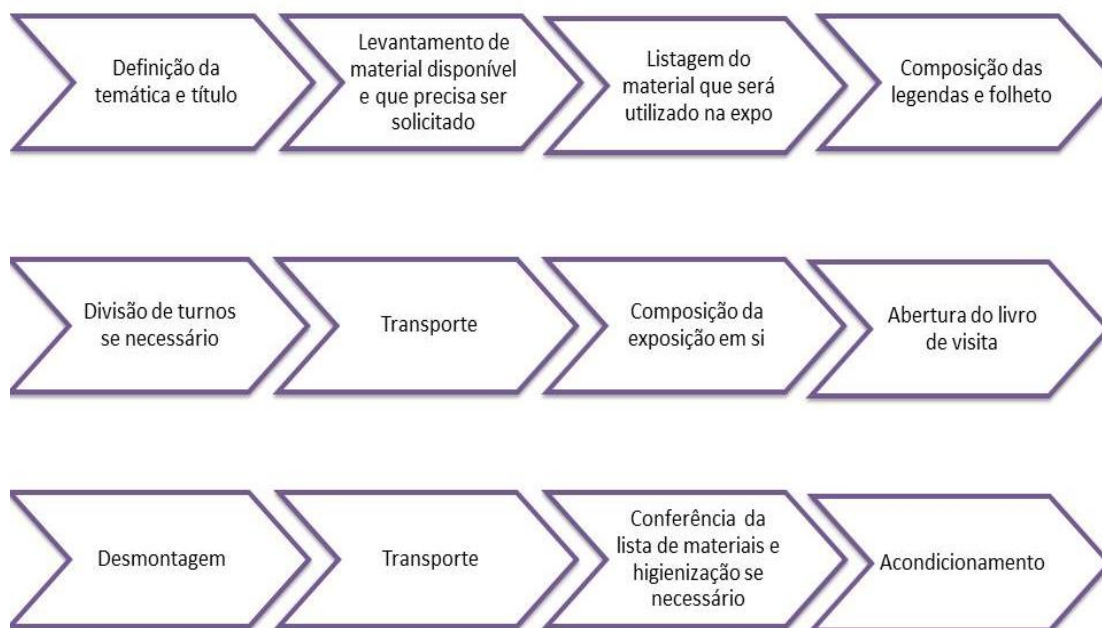 Definição da
temática e título
Levantamento de
material disponível
e que precisa ser
solicitado
Listagem do
material que será
utilizado na expo
Composição das
legendas e folheto
Divisão de turnos
se necessário
Transporte
Composição da
exposição em si
Abertura do livro
de visita
Desmontagem
Transporte
Conferência da
lista de materiais e
higienização se
necessário
Acondicionamento